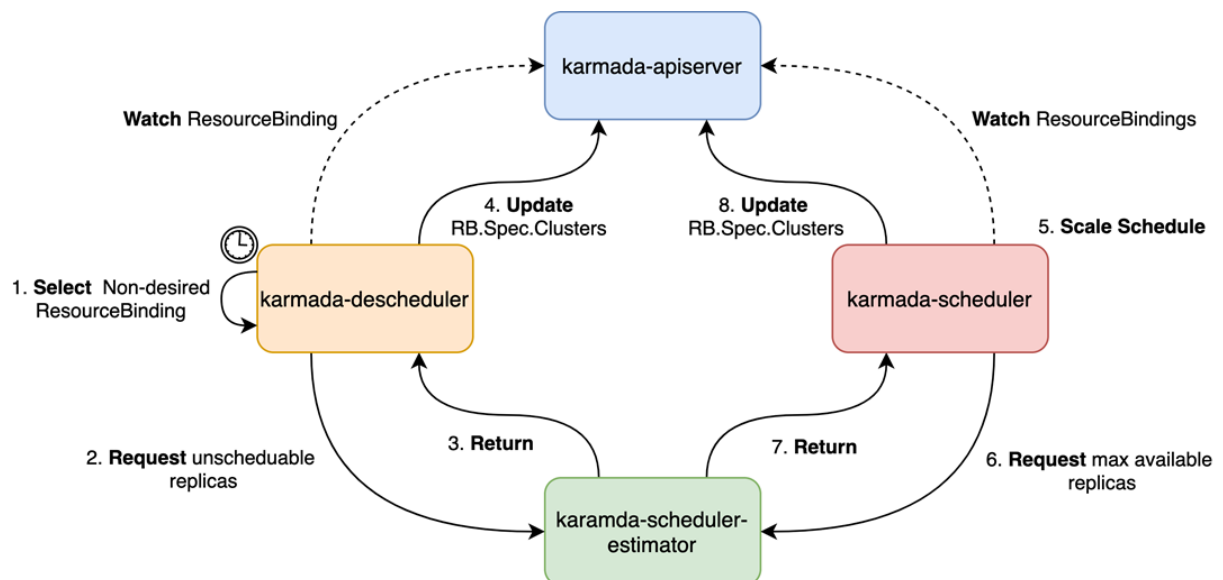 karmada-apiserver
Watch ResourceBinding
Watch ResourceBindings
4. Update
RB.Spec.Clusters
8. Update
RB.Spec.Clusters
5. Scale Schedule
1. Select Non-desired
ResourceBinding
karmada-descheduler
karmada-scheduler
2. Request unscheduable
replicas
3. Return
7. Return
6. Request max available
replicas
karamda-scheduler-
estimator